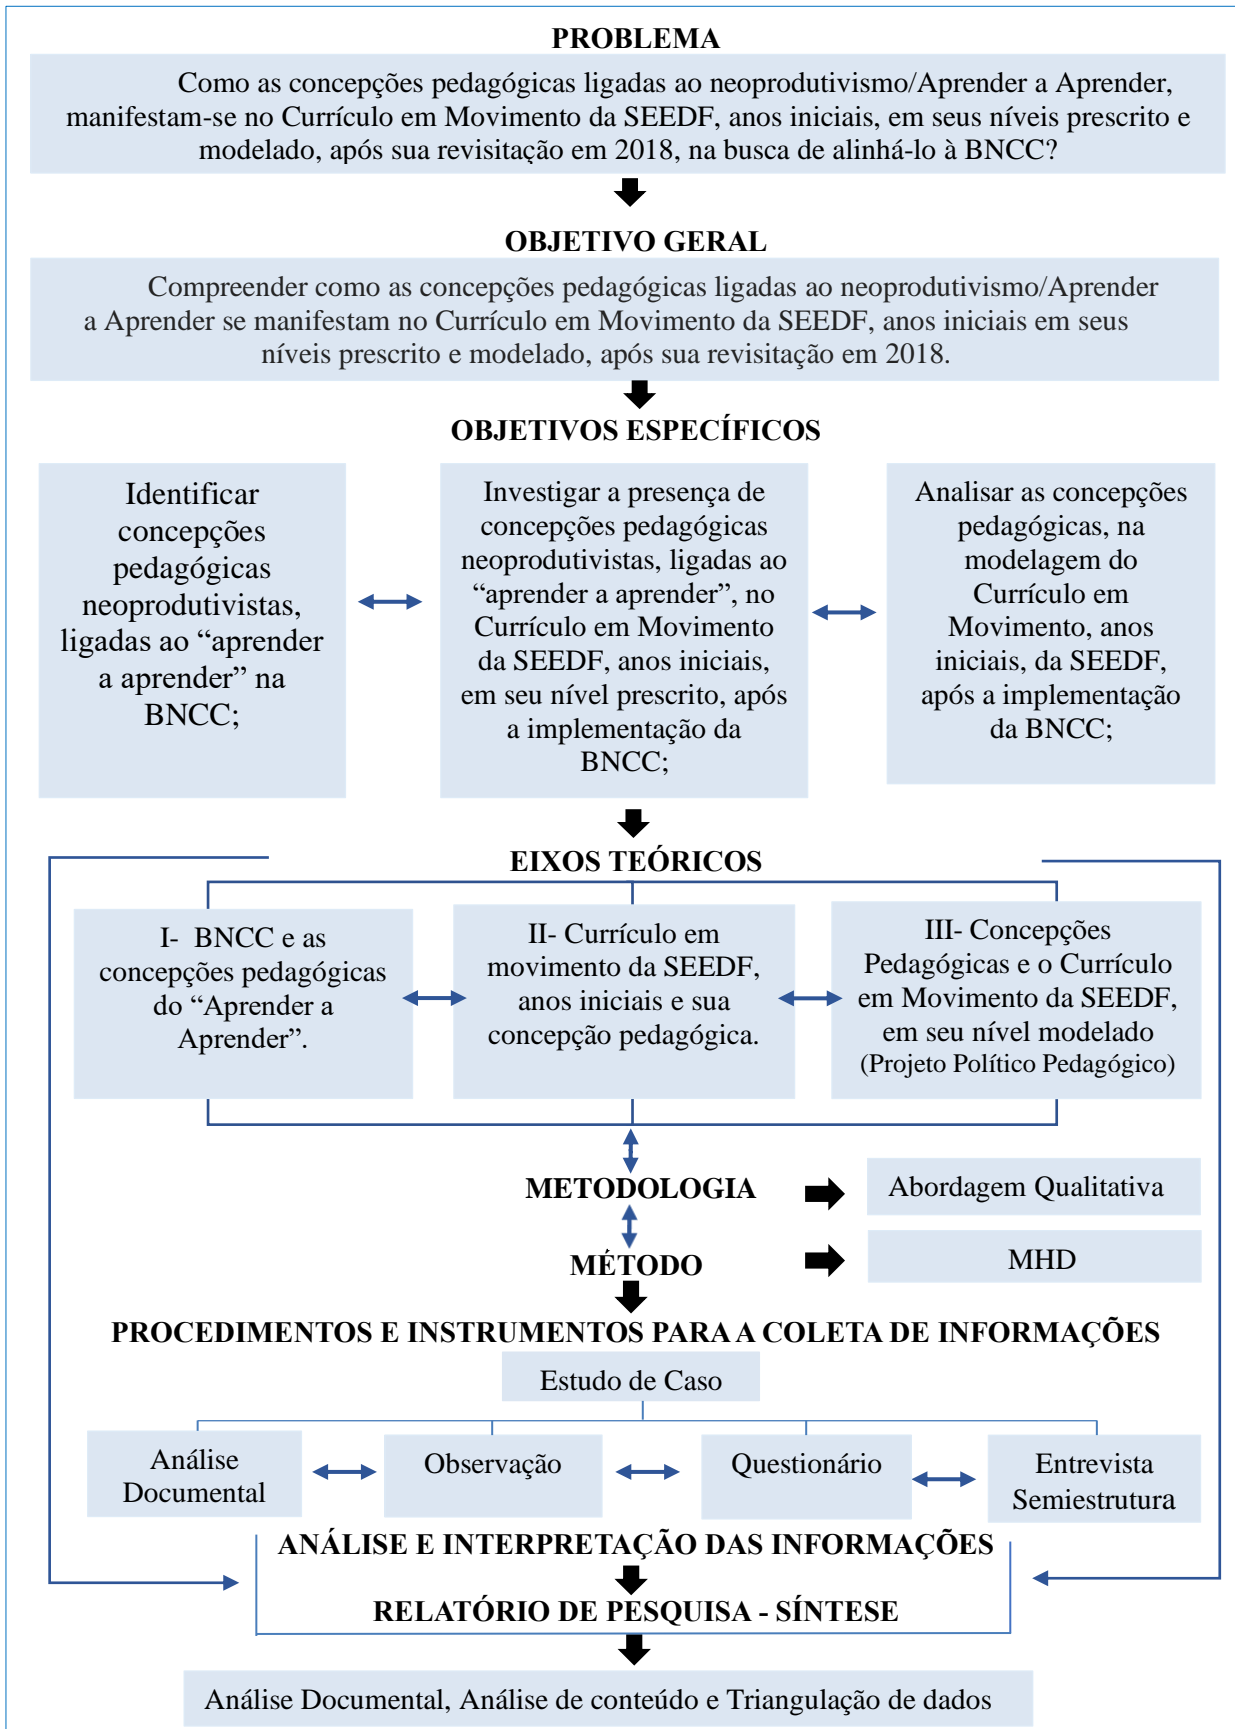 PROBLEMA
Como as concepções pedagógicas ligadas ao neoprodutivismo/Aprender a Aprender,
manifestam-se no Currículo em Movimento da SEEDF, anos iniciais, em seus níveis prescrito e
modelado, após sua revisitação em 2018, na busca de alinhá-lo à BNCC?
OBJETIVO GERAL
Compreender como as concepções pedagógicas ligadas ao neoprodutivismo/Aprender
a Aprender se manifestam no Currículo em Movimento da SEEDF, anos iniciais em seus
níveis prescrito e modelado, após sua revisitação em 2018.
OBJETIVOS ESPECÍFICOS
Identificar
concepções
pedagógicas
neoprodutivistas,
ligadas ao “aprender
a aprender” na
BNCC;
Investigar a presença de
concepções pedagógicas
neoprodutivistas, ligadas ao
“aprender a aprender”, no
Currículo em Movimento
da SEEDF, anos iniciais,
em seu nível prescrito, após
a implementação da
BNCC;
Analisar as concepções
pedagógicas, na
modelagem do
Currículo em
Movimento, anos
iniciais, da SEEDF,
após a implementação
da BNCC;
EIXOS TEÓRICOS
I- BNCC e as
concepções pedagógicas
do “Aprender a
Aprender”.
II- Currículo em
movimento da SEEDF,
anos iniciais e sua
concepção pedagógica.
III- Concepções
Pedagógicas e o Currículo
em Movimento da SEEDF,
em seu nível modelado
(Projeto Político Pedagógico)
METODOLOGIA
Abordagem Qualitativa
MÉTODO
MHD
PROCEDIMENTOS E INSTRUMENTOS PARA A COLETA DE INFORMAÇÕES
Estudo de Caso
Análise
Documental
Observação
Questionário
Entrevista
Semiestrutura
ANÁLISE E INTERPRETAÇÃO DAS INFORMAÇÕES
RELATÓRIO DE PESQUISA - SÍNTESE
Análise Documental, Análise de conteúdo e Triangulação de dados